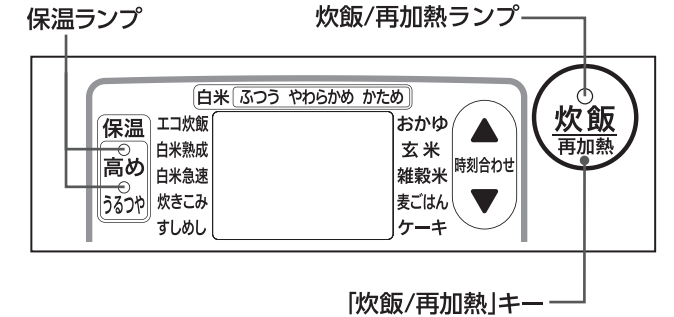 保温ランプ
炊飯/再加熱ランプ
白米 ふつう やわらかめ かため
保温
高め
うるつや
エコ炊飯
白米熟成
白米急速
炊きこみ
すしめし
おかゆ
玄米
雑穀米
麦ごはん
ケーキ
時刻合わせ
炊飯
再加熱
「炊飯/再加熱」キー